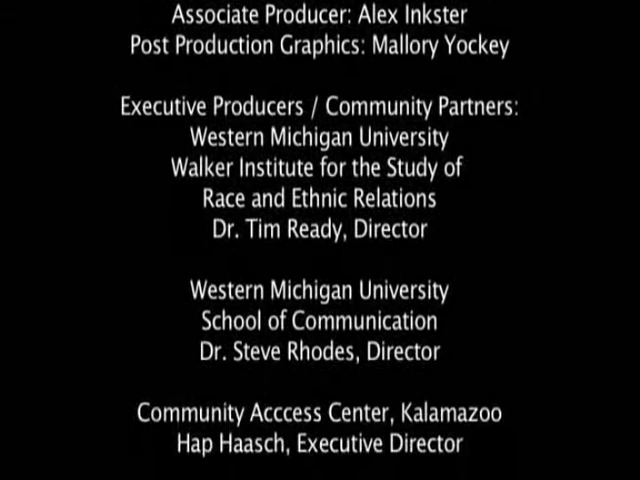 Associate Producer: Alex Inkster
Post Production Graphics: Mallory Yockey
Executive Producers / Community Partners:
Western Michigan University
Walker Institute for the Study of
Race and Ethnic Relations
Dr. Tim Ready, Director
Western Michigan University
School of Communication
Dr. Steve Rhodes, Director
Community Acccess Center, Kalamazoo
Hap Haasch, Executive Director